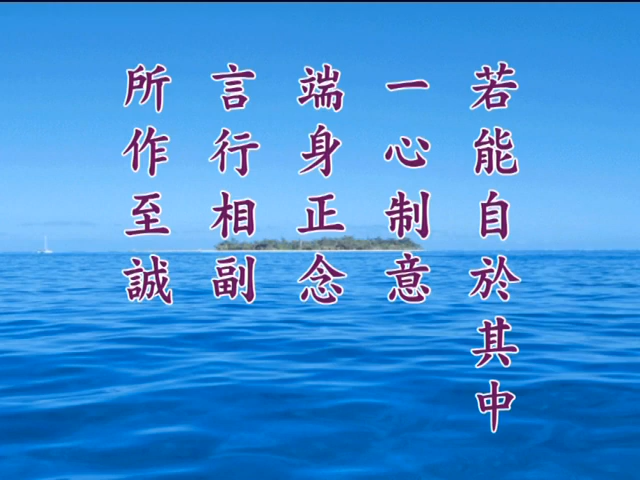 若能自於其中
一心制意
端身正念
言行相副
所作至誠